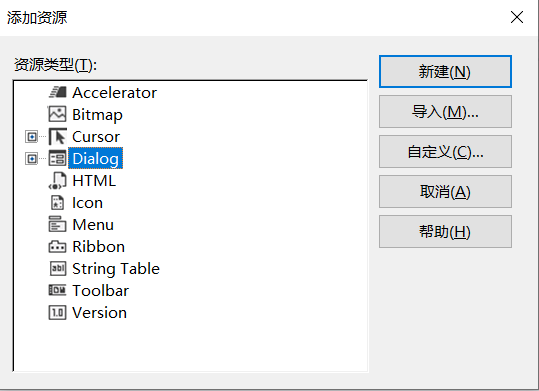 添加资源
资源类型(T):
Accelerator
Bitmap
Cursor
Dialog
HTML
Icon
Menu
Ribbon
String Table
Toolbar
Version
新建(N)
导入(M)...
自定义(C)...
取消(A)
帮助(H)